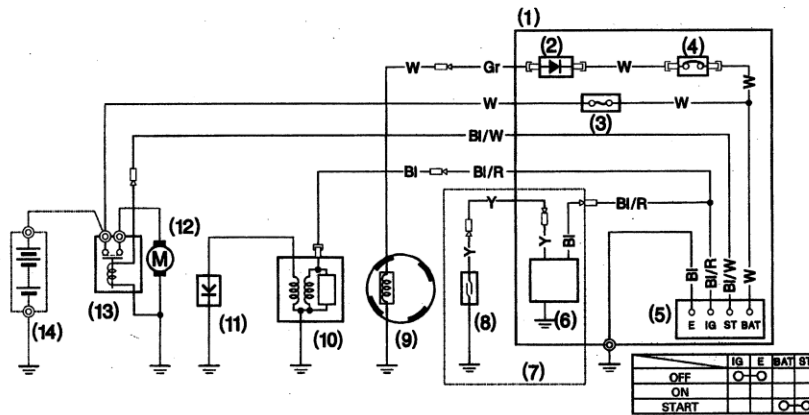 (1)
(2)
(4)
W
Gr
W
W
W
W
(3)
Bl/W
Bl
Bl/R
(7)
Y
Y
Y
Bl
Bl/R
(12)
M
(13)
(14)
(11)
(10)
(9)
(8)
(6)
Bl
Bl/R
Bl/W
W
(5)
E IG ST BAT
IG E BAT ST
OFF
ON
START